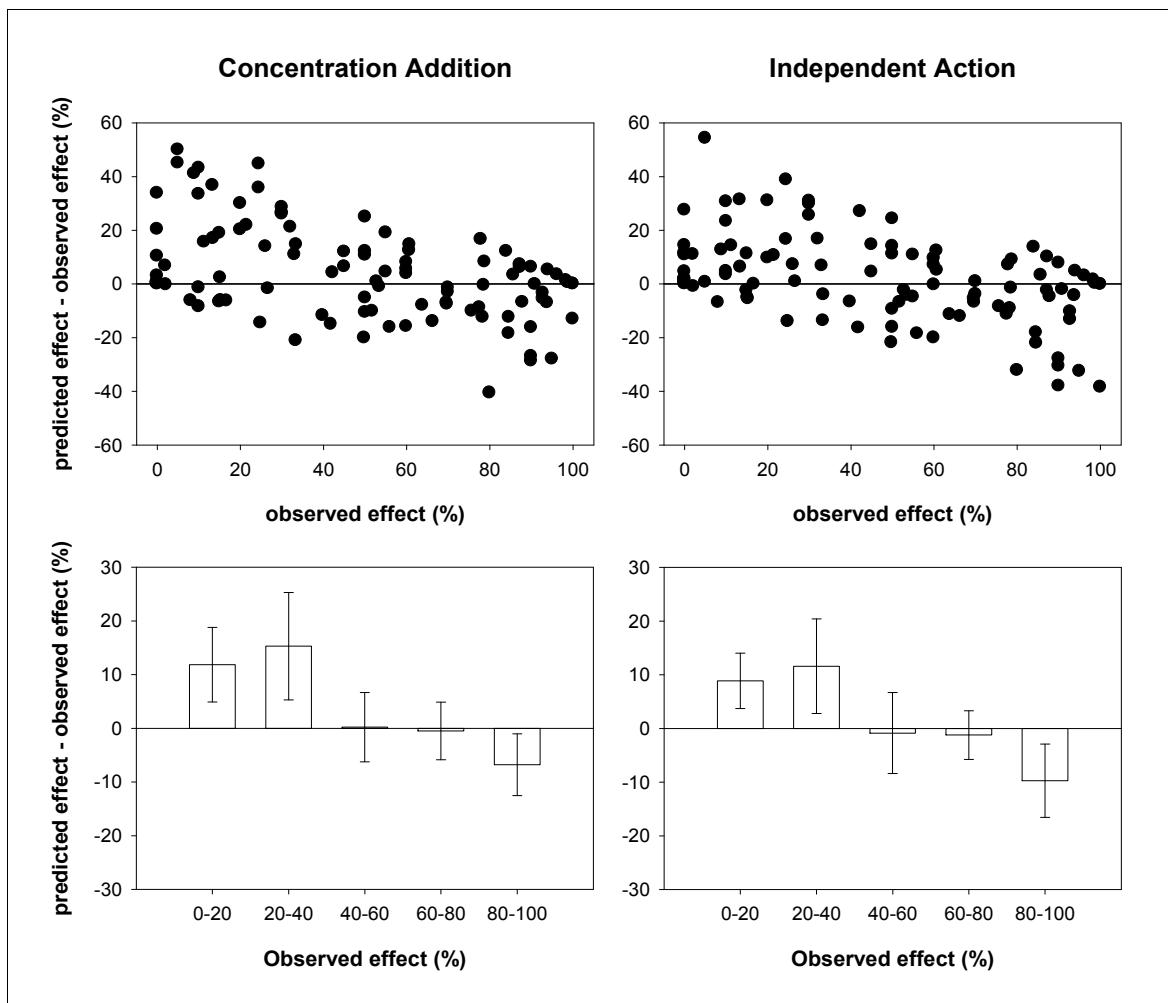 Concentration Addition
Independent Action
predicted effect - observed effect (%)
60
40
20
0
-20
-40
-60
0 20 40 60 80 100
observed effect (%)
60
40
20
0
-20
-40
-60
0 20 40 60 80 100
observed effect (%)
predicted effect - observed effect (%)
30
20
10
0
-10
-20
-30
0-20 20-40 40-60 60-80 80-100
Observed effect (%)
30
20
10
0
-10
-20
-30
0-20 20-40 40-60 60-80 80-100
Observed effect (%)